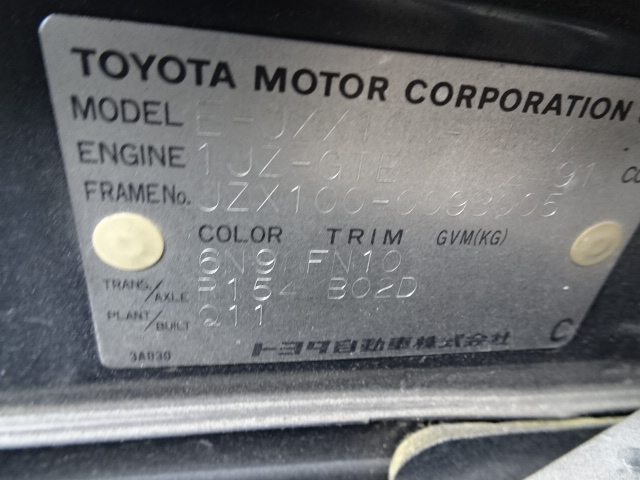 TOYOTA MOTOR CORPORATION
MODEL
ENGINE 1JZ-GTE
FRAME No.
COLOR TRIM GVM(KG)
6N9 FN10
TRANS./AXLE R154 B02D
PLANT/BUILT Q11
トヨタ自動車株式会社 C
3A030